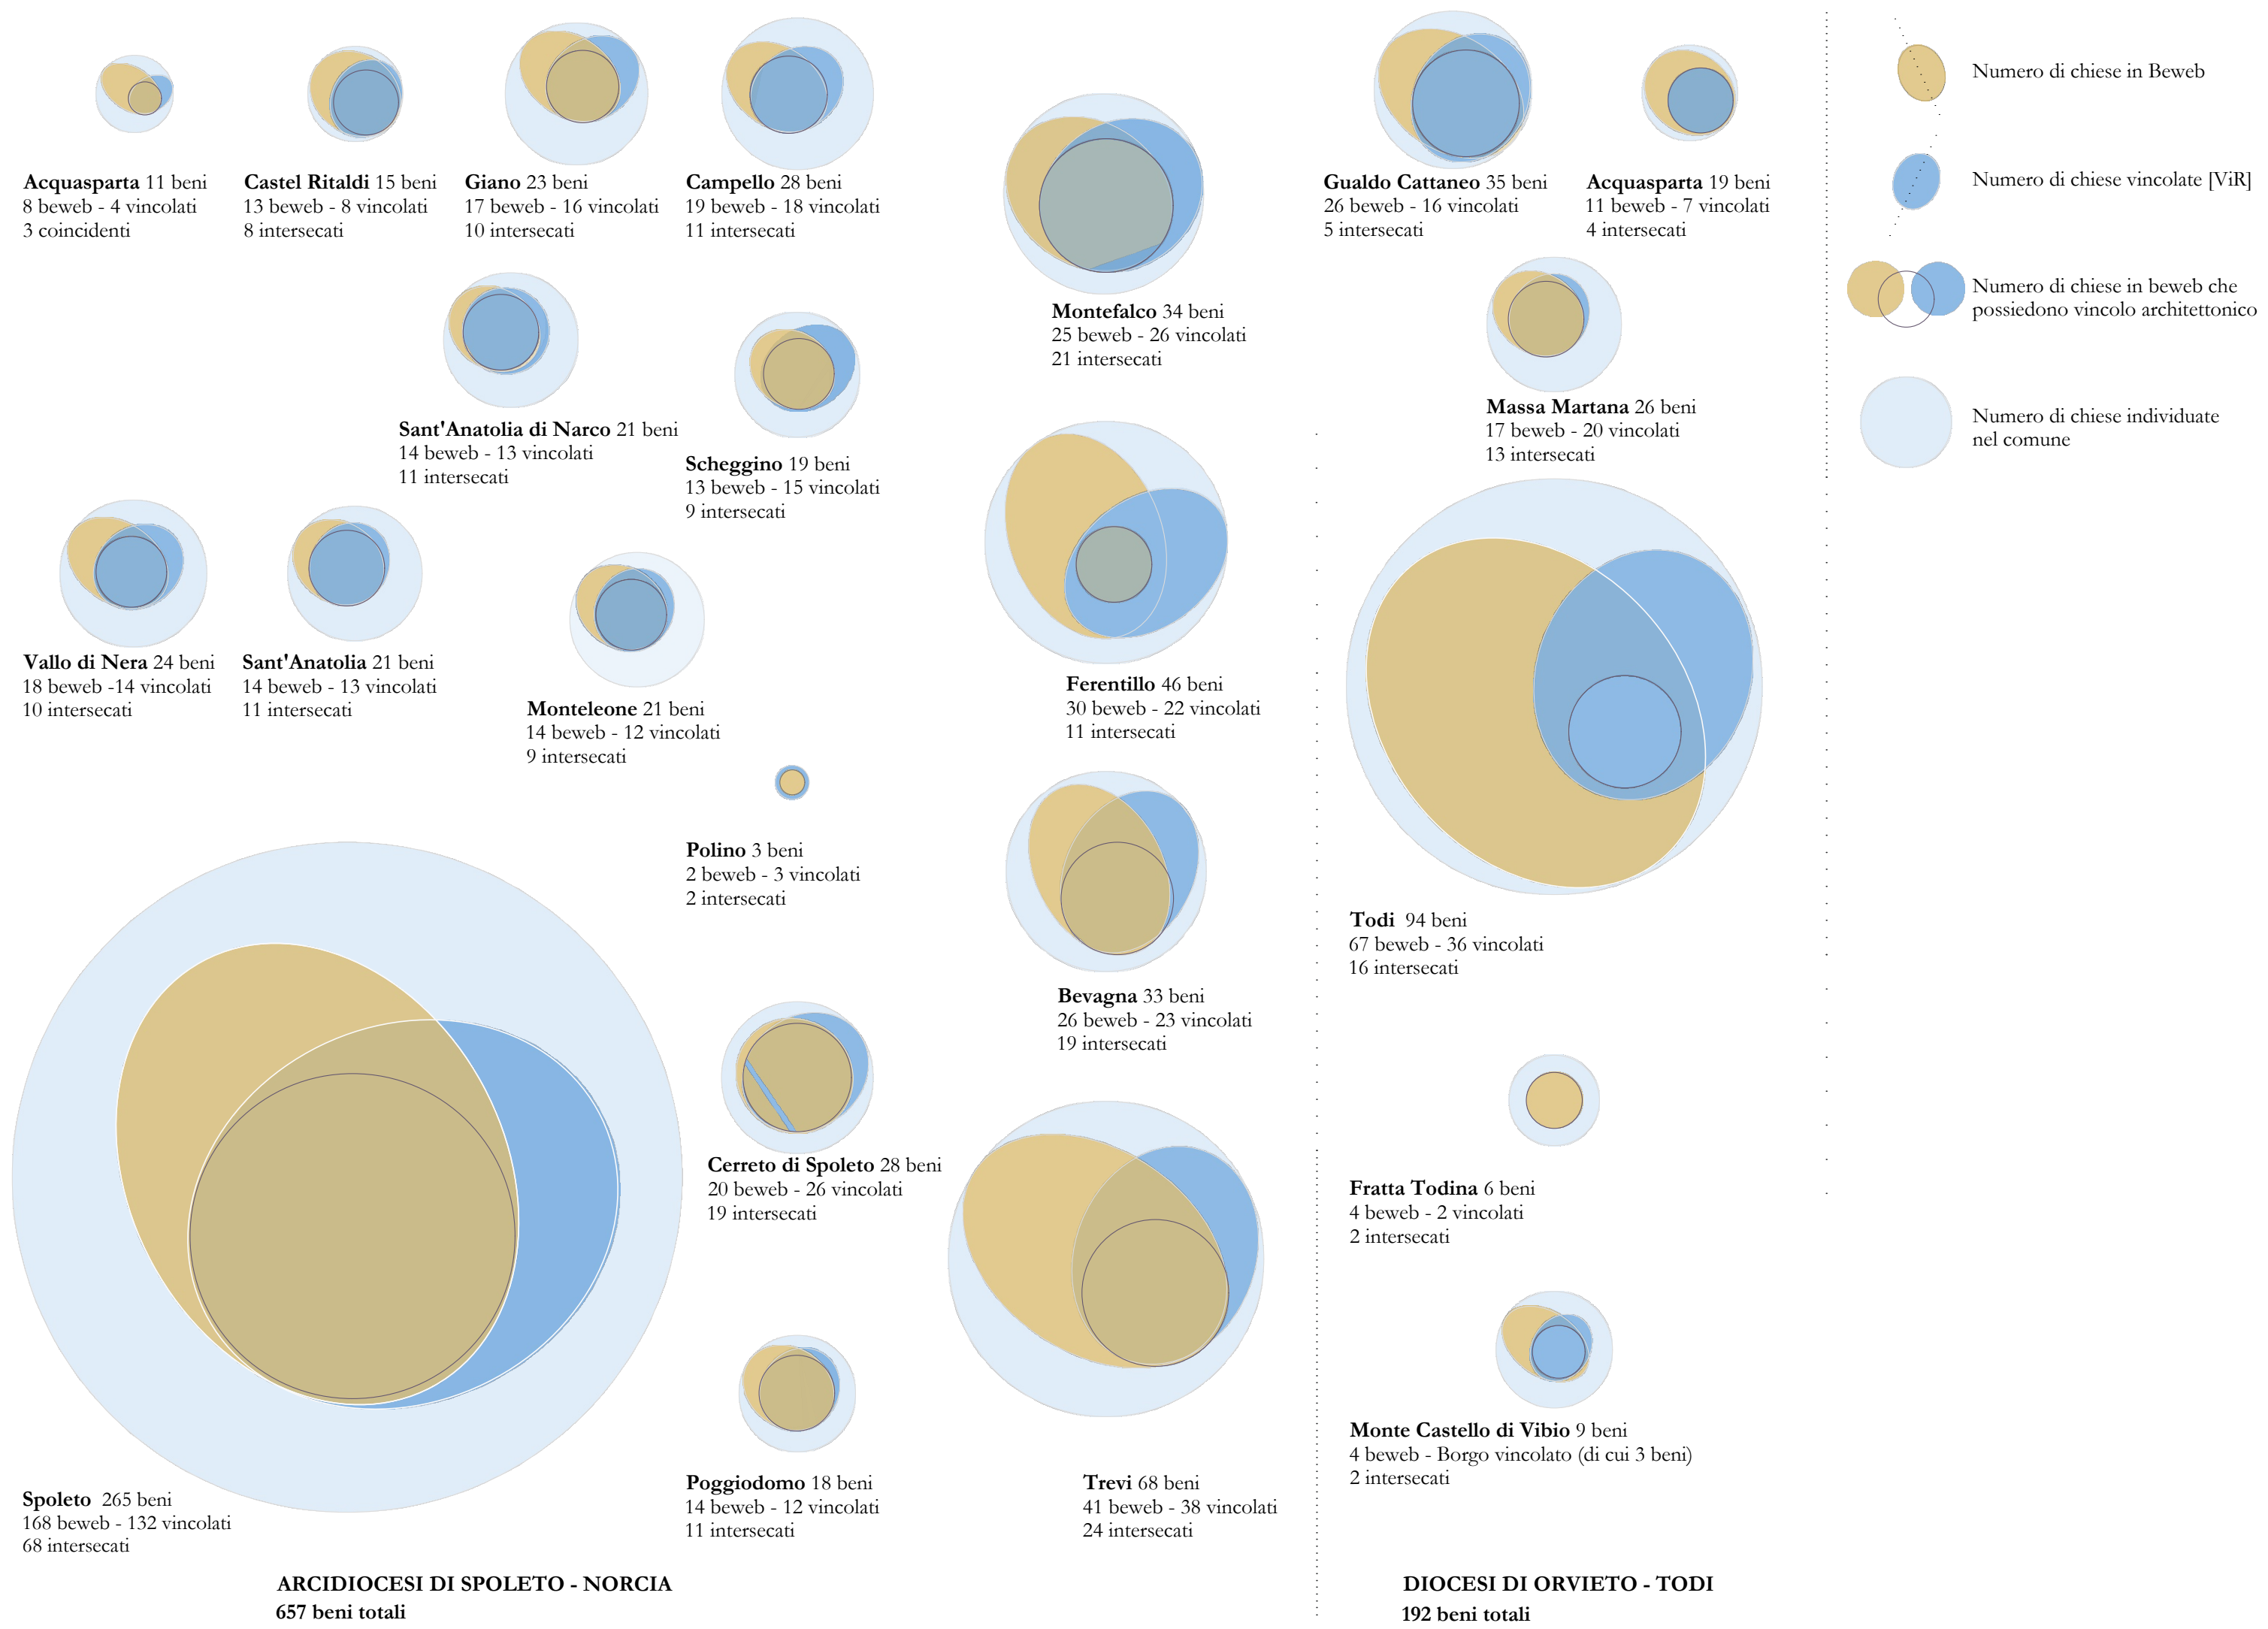 Acquasparta 11 beni
8 beweb - 4 vincolati
3 coincidenti
Castel Ritaldi 15 beni
13 beweb - 8 vincolati
8 intersecati
Giano 23 beni
17 beweb - 16 vincolati
10 intersecati
Campello 28 beni
19 beweb - 18 vincolati
11 intersecati
Montefalco 34 beni
25 beweb - 26 vincolati
21 intersecati
Sant'Anatolia di Narco 21 beni
14 beweb - 13 vincolati
11 intersecati
Scheggino 19 beni
13 beweb - 15 vincolati
9 intersecati
Vallo di Nera 24 beni
18 beweb -14 vincolati
10 intersecati
Sant'Anatolia 21 beni
14 beweb - 13 vincolati
11 intersecati
Monteleone 21 beni
14 beweb - 12 vincolati
9 intersecati
Ferentillo 46 beni
30 beweb - 22 vincolati
11 intersecati
Polino 3 beni
2 beweb - 3 vincolati
2 intersecati
Bevagna 33 beni
26 beweb - 23 vincolati
19 intersecati
Cerreto di Spoleto 28 beni
20 beweb - 26 vincolati
19 intersecati
Spoleto 265 beni
168 beweb - 132 vincolati
68 intersecati
Poggiodomo 18 beni
14 beweb - 12 vincolati
11 intersecati
Trevi 68 beni
41 beweb - 38 vincolati
24 intersecati
ARCIDIOCESI DI SPOLETO - NORCIA
657 beni totali
Gualdo Cattaneo 35 beni
26 beweb - 16 vincolati
5 intersecati
Acquasparta 19 beni
11 beweb - 7 vincolati
4 intersecati
Massa Martana 26 beni
17 beweb - 20 vincolati
13 intersecati
Todi 94 beni
67 beweb - 36 vincolati
16 intersecati
Fratta Todina 6 beni
4 beweb - 2 vincolati
2 intersecati
Monte Castello di Vibio 9 beni
4 beweb - Borgo vincolato (di cui 3 beni)
2 intersecati
DIOCESI DI ORVIETO - TODI
192 beni totali
Numero di chiese in Beweb
Numero di chiese vincolate [ViR]
Numero di chiese in beweb che
possiedono vincolo architettonico
Numero di chiese individuate
nel comune